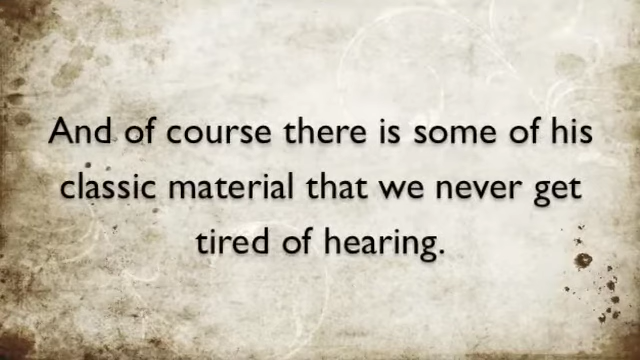 And of course there is some of his
classic material that we never get
tired of hearing.